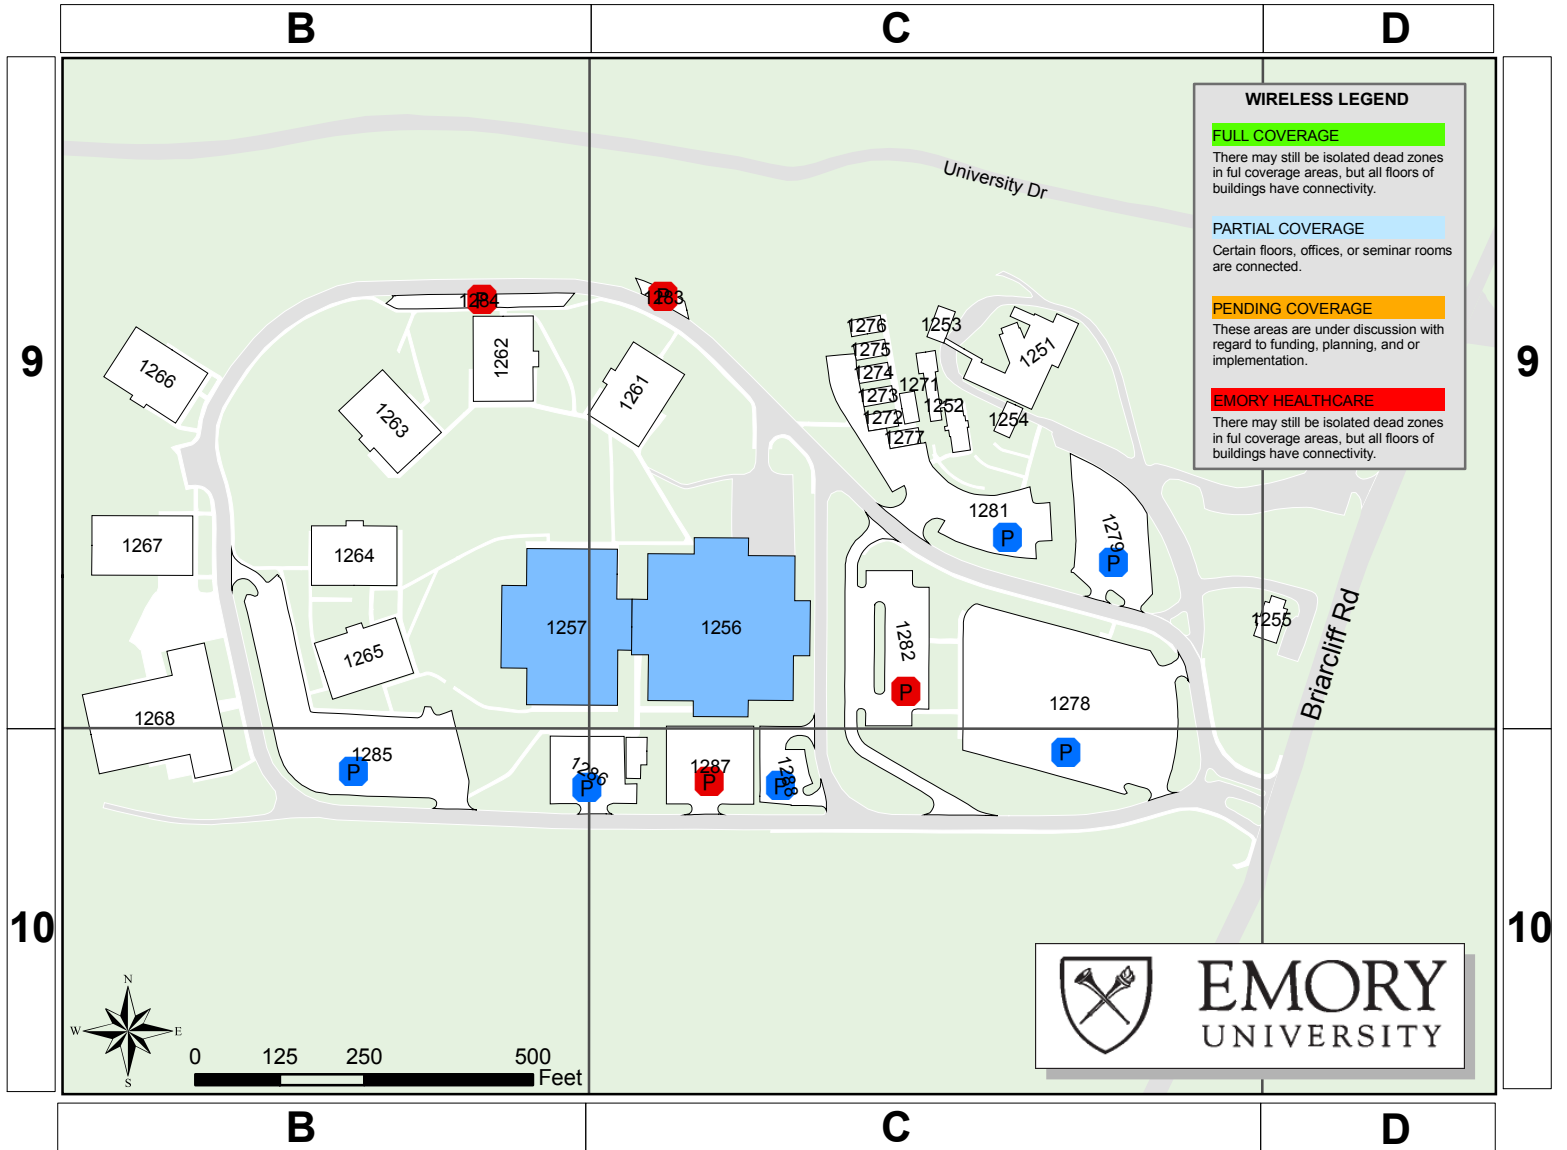 B C D
WIRELESS LEGEND
FULL COVERAGE
There may still be isolated dead zones
in ful coverage areas, but all floors of
buildings have connectivity.
PARTIAL COVERAGE
Certain floors, offices, or seminar rooms
are connected.
PENDING COVERAGE
These areas are under discussion with
regard to funding, planning, and or
implementation.
EMORY HEALTHCARE
There may still be isolated dead zones
in ful coverage areas, but all floors of
buildings have connectivity.
University Dr
1284
P
1283
P
1276
1253
1275
1251
9
9
1262
1266
1274
1271
1261
1273
1252
1263
1272
1254
1277
1281
P
1279
P
1267
1264
1255
1257
1256
1282
P
Briarcliff Rd
1265
1278
P
1268
1285
P
1286
P
1287
P
1288
P
10
10
N
W E
S
0 125 250 500
Feet
EMORY
UNIVERSITY
B C D